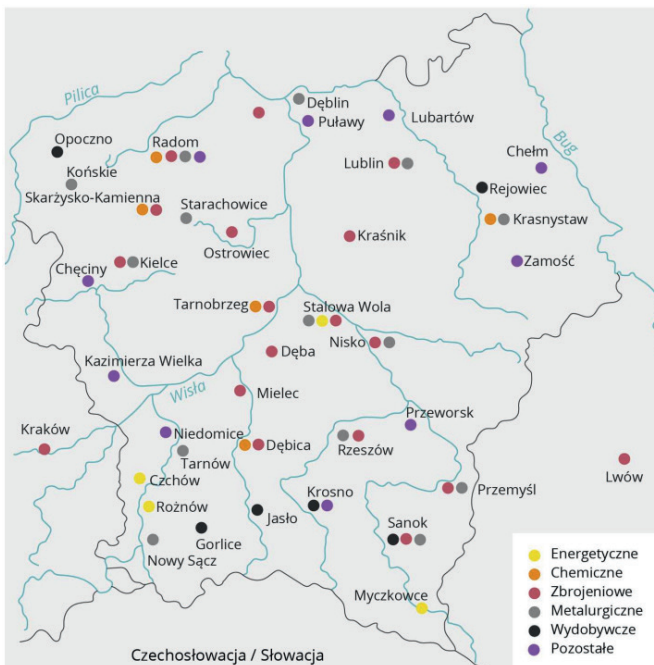 Pilica
Dęblin
Puławy
Lubartów
Bug
Opoczno
Radom
Końskie
Lublin
Chełm
Rejowiec
Skarżysko-Kamienna
Starachowice
Krasnystaw
Ostrowiec
Kraśnik
Kielce
Chęciny
Zamość
Tarnobrzeg
Stalowa Wola
Nisko
Dęba
Kazimierza Wielka
Wisła
Mielec
Przeworsk
Kraków
Niedomice
Tarnów
Dębica
Rzeszów
Lwów
Czchów
Przemyśl
Krosno
Rożnów
Jasło
Sanok
Gorlice
Nowy Sącz
Myczkowce
Energetyczne
Chemiczne
Zbrojeniowe
Metalurgiczne
Wydobywcze
Pozostałe
Czechosłowacja / Słowacja